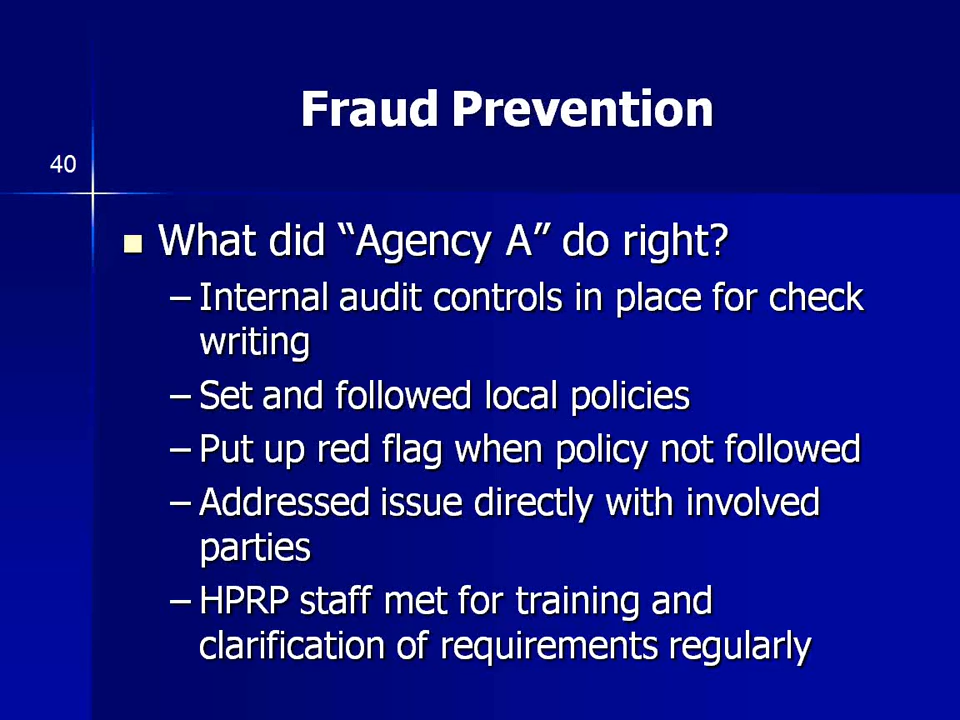 Fraud Prevention
40
■ What did “Agency A” do right?
– Internal audit controls in place for check
writing
– Set and followed local policies
– Put up red flag when policy not followed
– Addressed issue directly with involved
parties
– HPRP staff met for training and
clarification of requirements regularly